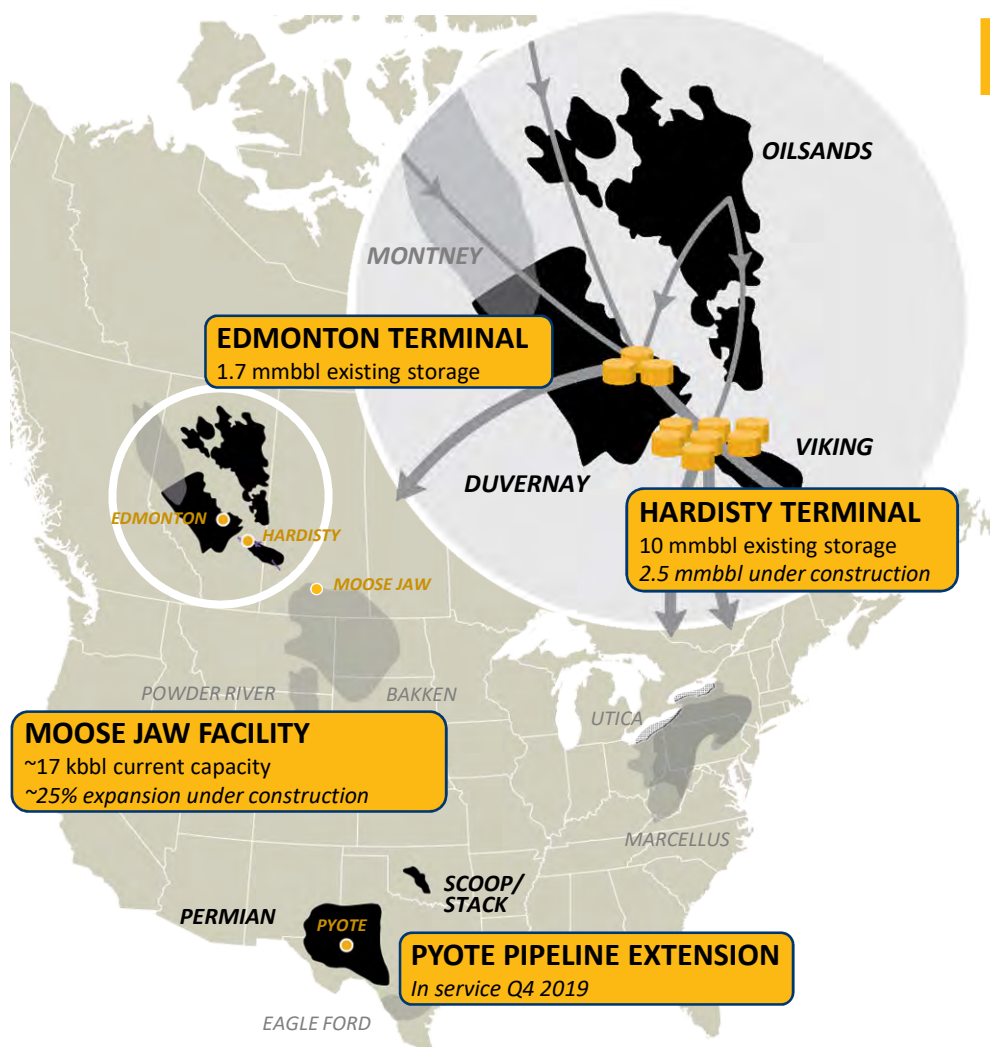 OILSANDS
MONTNEY
EDMONTON TERMINAL
1.7 mmbbl existing storage
VIKING
DUVERNAY
HARDISTY TERMINAL
10 mmbbl existing storage
2.5 mmbbl under construction
EDMONTON
HARDISTY
MOOSE JAW
POWDER RIVER
BAKKEN
UTICA
MOOSE JAW FACILITY
~17 kbbl current capacity
~25% expansion under construction
MARCELLUS
SCOOP/
STACK
PERMIAN
PYOTE
PYOTE PIPELINE EXTENSION
In service Q4 2019
EAGLE FORD